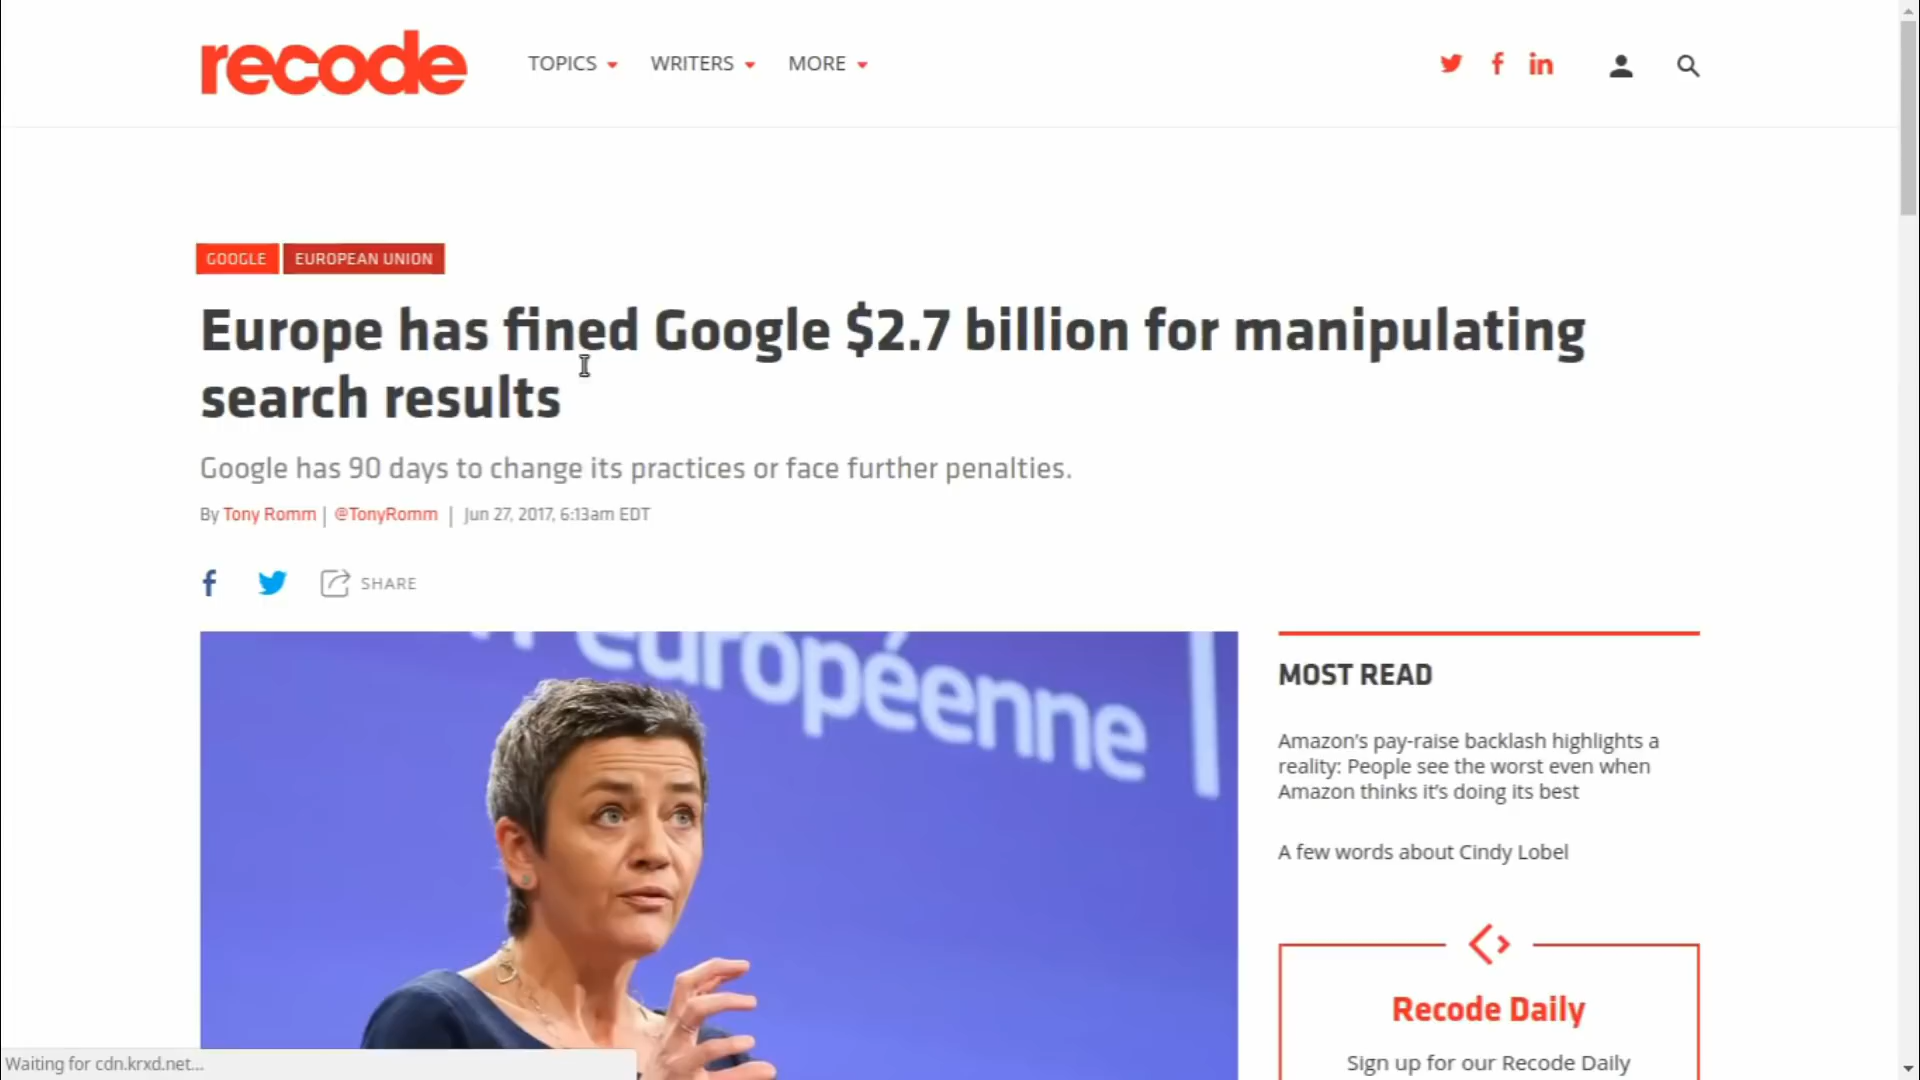 recode
TOPICS
WRITERS
MORE
GOOGLE
EUROPEAN UNION
Europe has fined Google $2.7 billion for manipulating
search results
Google has 90 days to change its practices or face further penalties.
By Tony Romm | @TonyRomm | Jun 27, 2017, 6:13am EDT
SHARE
européenne
MOST READ
Amazon's pay-raise backlash highlights a
reality: People see the worst even when
Amazon thinks it's doing its best
A few words about Cindy Lobel
Recode Daily
Sign up for our Recode Daily
Waiting for cdn.krxd.net...